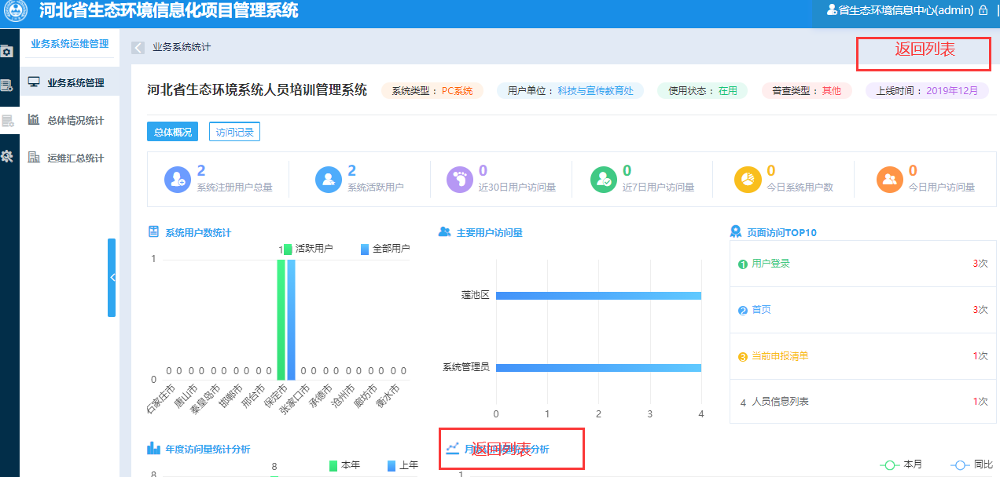 河北省生态环境信息化项目管理系统
省生态环境信息中心(admin)
业务系统运维管理
业务系统管理
总体情况统计
运维汇总统计
业务系统统计
返回列表
河北省生态环境系统人员培训管理系统
系统类型： PC系统
用户单位： 科技与宣传教育处
使用状态： 在用
普查类型： 其他
上线时间： 2019年12月
总体概况
访问记录
2
系统注册用户总量
2
系统活跃用户
0
近30日用户访问量
0
近7日用户访问量
0
今日系统用户数
0
今日用户访问量
系统用户数统计
活跃用户
全部用户
1
1
0
0 0 0 0 0 0 0 0 0 0 0 0 0 0 0 0 0 0 0 0
石家庄市
唐山市
秦皇岛市
邯郸市
邢台市
保定市
张家口市
承德市
沧州市
廊坊市
衡水市
主要用户访问量
莲池区
系统管理员
0 1 2 3 4
页面访问TOP10
1 用户登录 3次
2 首页 3次
3 当前申报清单 1次
4 人员信息列表 1次
年度访问量统计分析
本年
上年
8
8
返回列表
月度访问量统计分析
本月
同比
1